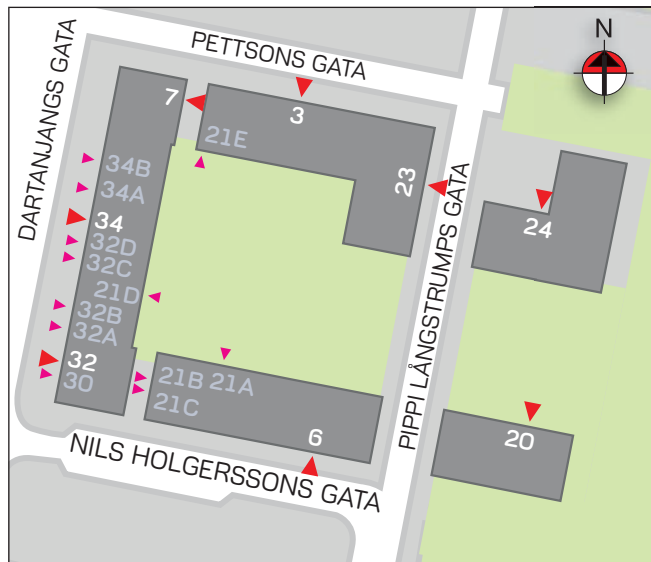 N
PETTSONS GATA
DARTANJANGS GATA
7
3
21E
23
34B
34A
34
32D
32C
21D
32B
32A
32
30
24
PIPPI LÅNGSTRUMPS GATA
21B 21A
21C
6
20
NILS HOLGERSSONS GATA